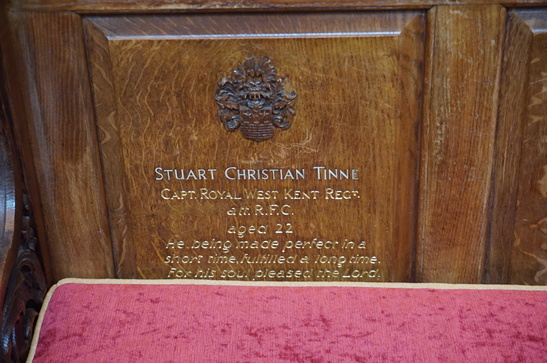 STUART CHRISTIAN TINNE
CAPT. ROYAL WEST KENT REGT.
att R.F.C.
aged 22
He, being made perfect in a
short time, fulfilled a long time.
For his soul pleased the Lord.